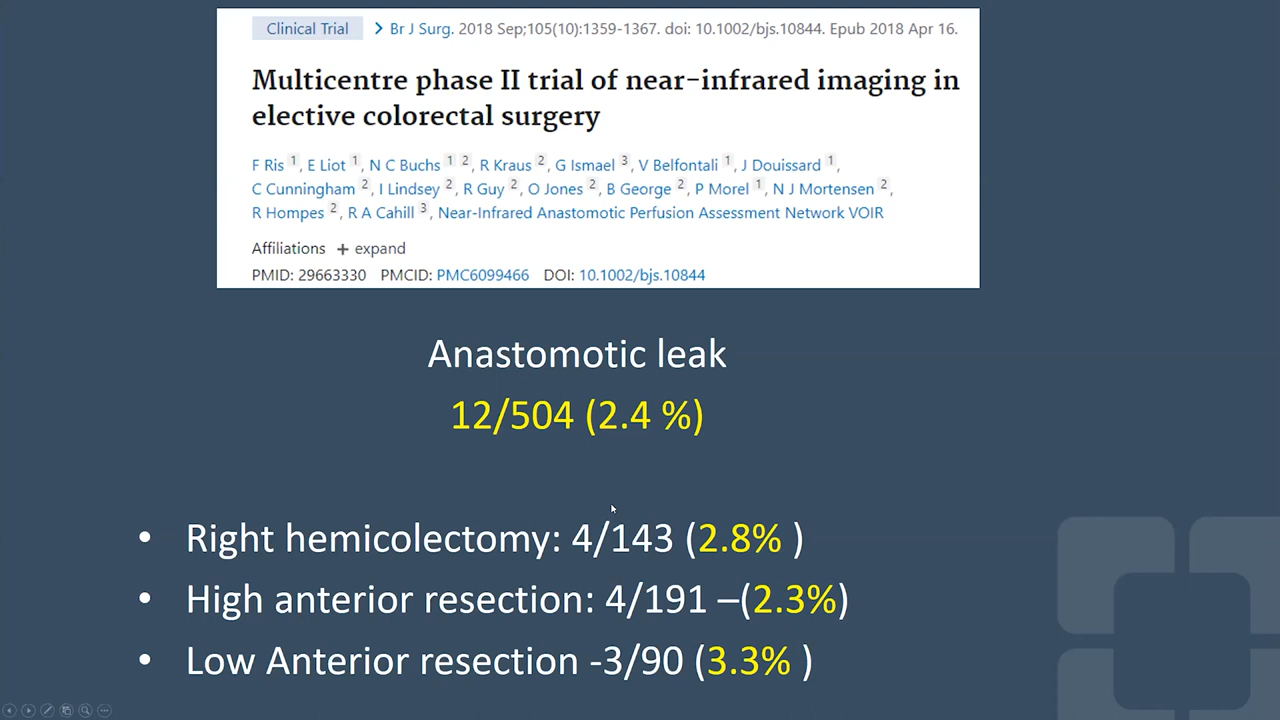 Clinical Trial > Br J Surg. 2018 Sep;105(10):1359-1367. doi: 10.1002/bjs.10844. Epub 2018 Apr 16.
Multicentre phase II trial of near-infrared imaging in
elective colorectal surgery
F Ris 1, E Liot 1, N C Buchs 1 2, R Kraus 2, G Ismael 3, V Belfontali 1, J Douissard 1,
C Cunningham 2, I Lindsey 2, R Guy 2, O Jones 2, B George 2, P Morel 1, N J Mortensen 2,
R Hompes 2, R A Cahill 3, Near-Infrared Anastomotic Perfusion Assessment Network VOIR
Affiliations + expand
PMID: 29663330 PMCID: PMC6099466 DOI: 10.1002/bjs.10844
Anastomotic leak
12/504 (2.4 %)
• Right hemicolectomy: 4/143 (2.8% )
• High anterior resection: 4/191 –(2.3%)
• Low Anterior resection -3/90 (3.3% )